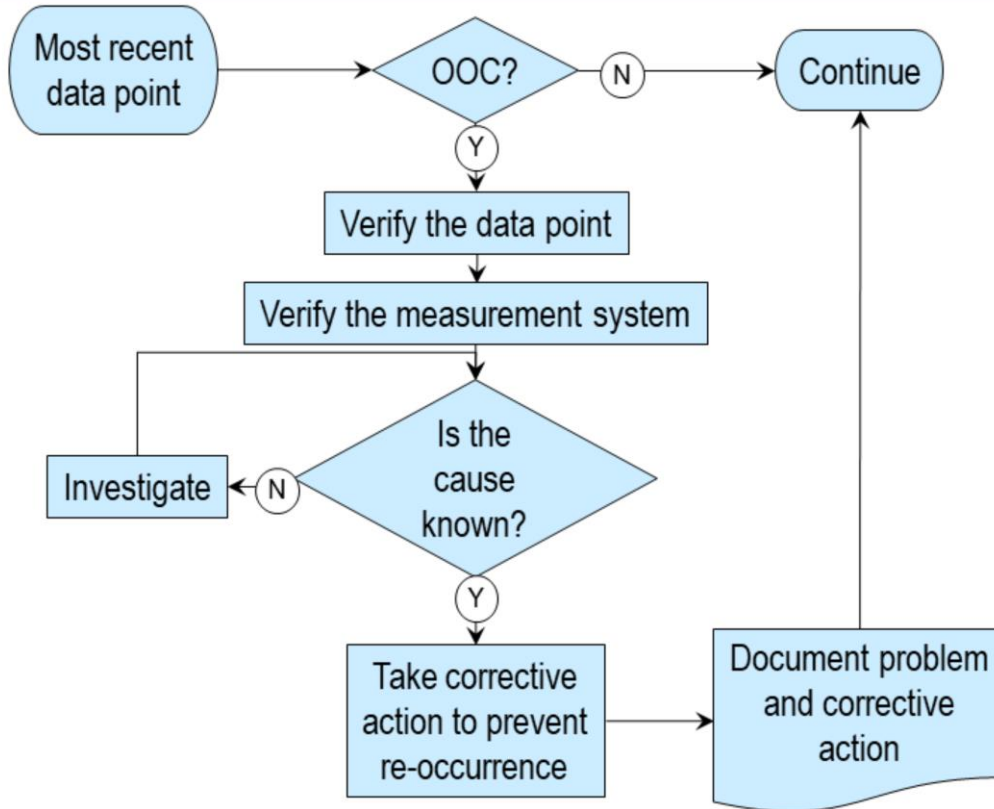 Most recent
data point
OOC?
N
Continue
Y
Verify the data point
Verify the measurement system
Is the
cause
known?
N
Investigate
Y
Take corrective
action to prevent
re-occurrence
Document problem
and corrective
action